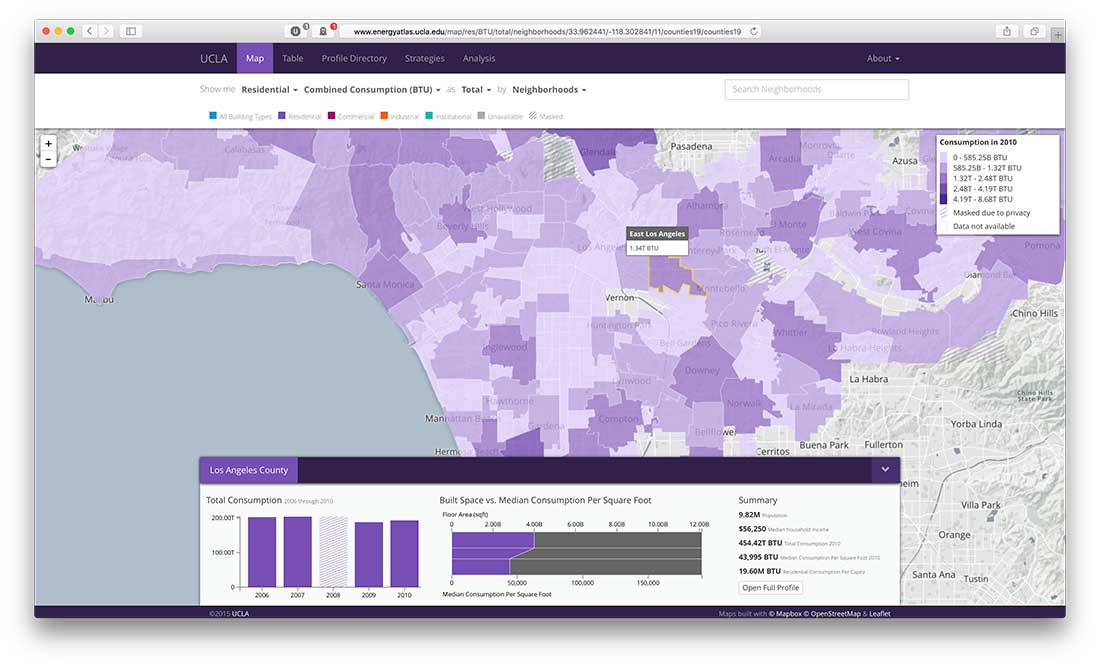 www.energyatlas.ucla.edu/map/res/BTU/total/neighborhoods/33.962441/-118.302841/11/counties19/counties19
UCLA Map Table Profile Directory Strategies Analysis About
Show me Residential Combined Consumption (BTU) as Total by Neighborhoods
Search Neighborhoods
All Building Types Residential Commercial Industrial Institutional Unavailable Masked
+
-
Consumption in 2010
0 - 585.25B BTU
585.25B - 1.32T BTU
1.32T - 2.48T BTU
2.48T - 4.19T BTU
4.19T - 8.68T BTU
Masked due to privacy
Data not available
Westlake Village
Calabasas
Glendale
Pasadena
Monrovia
Duarte
Arcadia
Azusa
Topanga
West Hollywood
Beverly Hills
Alhambra
Rosemead
El Monte
Baldwin Park
Covina
West Covina
Los Angeles
East Los Angeles
1.34T BTU
Monterey Park
South El Monte
Pomona
Santa Monica
Malibu
Vernon
Montebello
Diamond Bar
Chino Hills
Huntington Park
Pico Rivera
Whittier
Rowland Heights
Bell Gardens
La Habra Heights
Inglewood
Lynwood
Downey
La Habra
Chino Hills
State Park
Hawthorne
Norwalk
La Mirada
Manhattan Beach
Gardena
Compton
Bellflower
Yorba Linda
Hermosa Beach
Cerritos
Buena Park
Fullerton
Villa Park
Orange
Santa Ana
Tustin
Los Angeles County
Total Consumption 2006 through 2010
200.00T
100.00T
0
2006 2007 2008 2009 2010
Built Space vs. Median Consumption Per Square Foot
Floor Area (sqft)
0 2.00B 4.00B 6.00B 8.00B 10.00B 12.00B
0 50,000 100,000 150,000
Median Consumption Per Square Foot
Summary
9.82M Population
$56,250 Median Household Income
454.42T BTU Total Consumption 2010
43,995 BTU Median Consumption Per Square Foot 2010
19.60M BTU Residential Consumption Per Capita
Open Full Profile
©2015 UCLA
Maps built with © Mapbox © OpenStreetMap & Leaflet